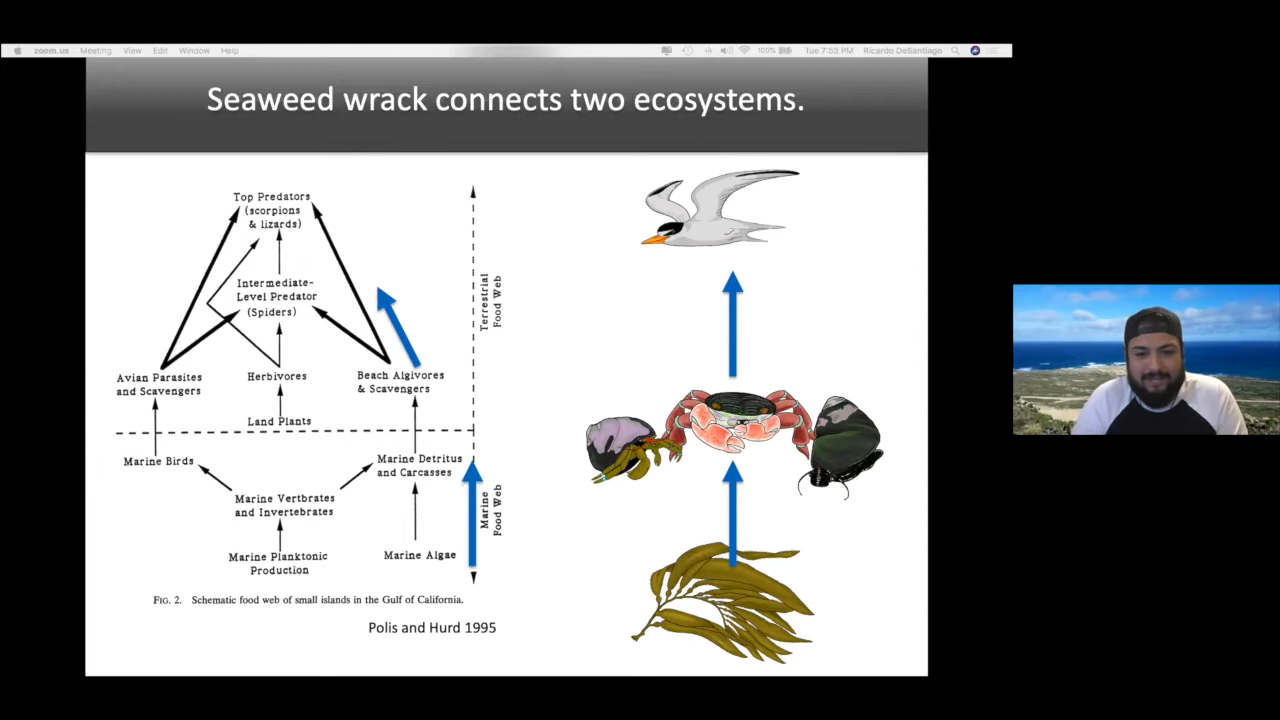 zoom.us Meeting View Edit Window Help
100% Tue 7:53 PM Ricardo DeSantiago
Seaweed wrack connects two ecosystems.
Top Predators
(scorpions
& lizards)
Intermediate-
Level Predator
(Spiders)
Avian Parasites
and Scavengers
Herbivores
Beach Algivores
& Scavengers
Land Plants
Terrestrial
Food Web
Marine Birds
Marine Detritus
and Carcasses
Marine Vertbrates
and Invertebrates
Marine Planktonic
Production
Marine Algae
Marine
Food Web
FIG. 2. Schematic food web of small islands in the Gulf of California.
Polis and Hurd 1995